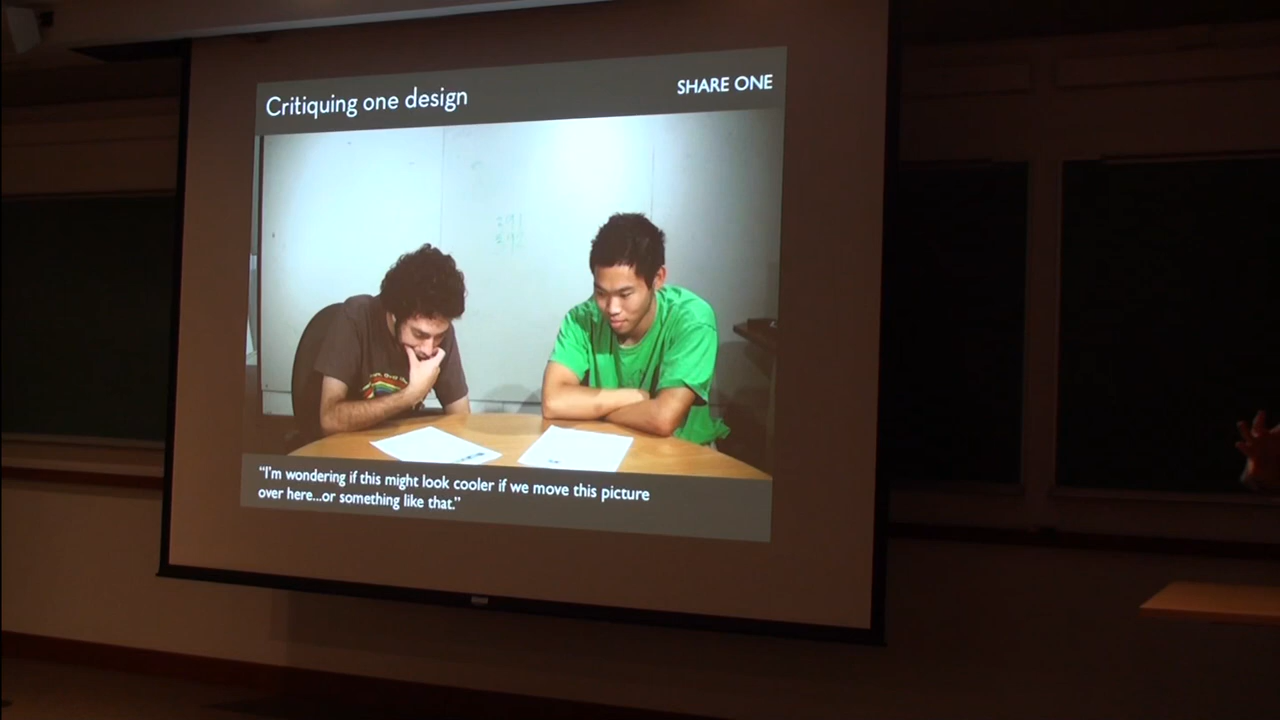 Critiquing one design
SHARE ONE
“I'm wondering if this might look cooler if we move this picture
over here...or something like that.”